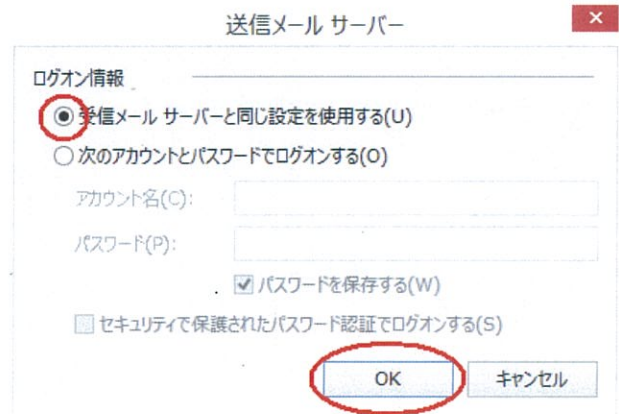 送信メール サーバー
ログオン情報
受信メール サーバーと同じ設定を使用する(U)
次のアカウントとパスワードでログオンする(O)
アカウント名(C):
パスワード(P):
パスワードを保存する(W)
セキュリティで保護されたパスワード認証でログオンする(S)
OK キャンセル